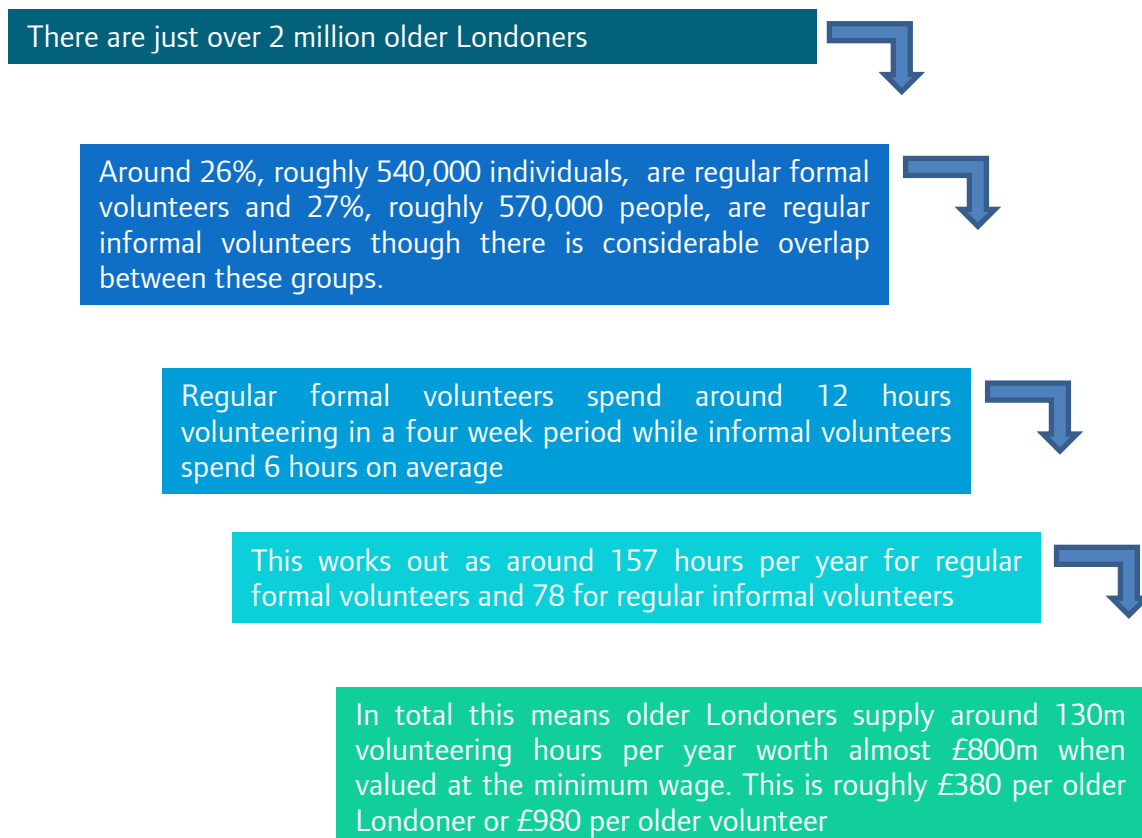 There are just over 2 million older Londoners
Around 26%, roughly 540,000 individuals, are regular formal
volunteers and 27%, roughly 570,000 people, are regular
informal volunteers though there is considerable overlap
between these groups.
Regular formal volunteers spend around 12 hours
volunteering in a four week period while informal volunteers
spend 6 hours on average
This works out as around 157 hours per year for regular
formal volunteers and 78 for regular informal volunteers
In total this means older Londoners supply around 130m
volunteering hours per year worth almost £800m when
valued at the minimum wage. This is roughly £380 per older
Londoner or £980 per older volunteer